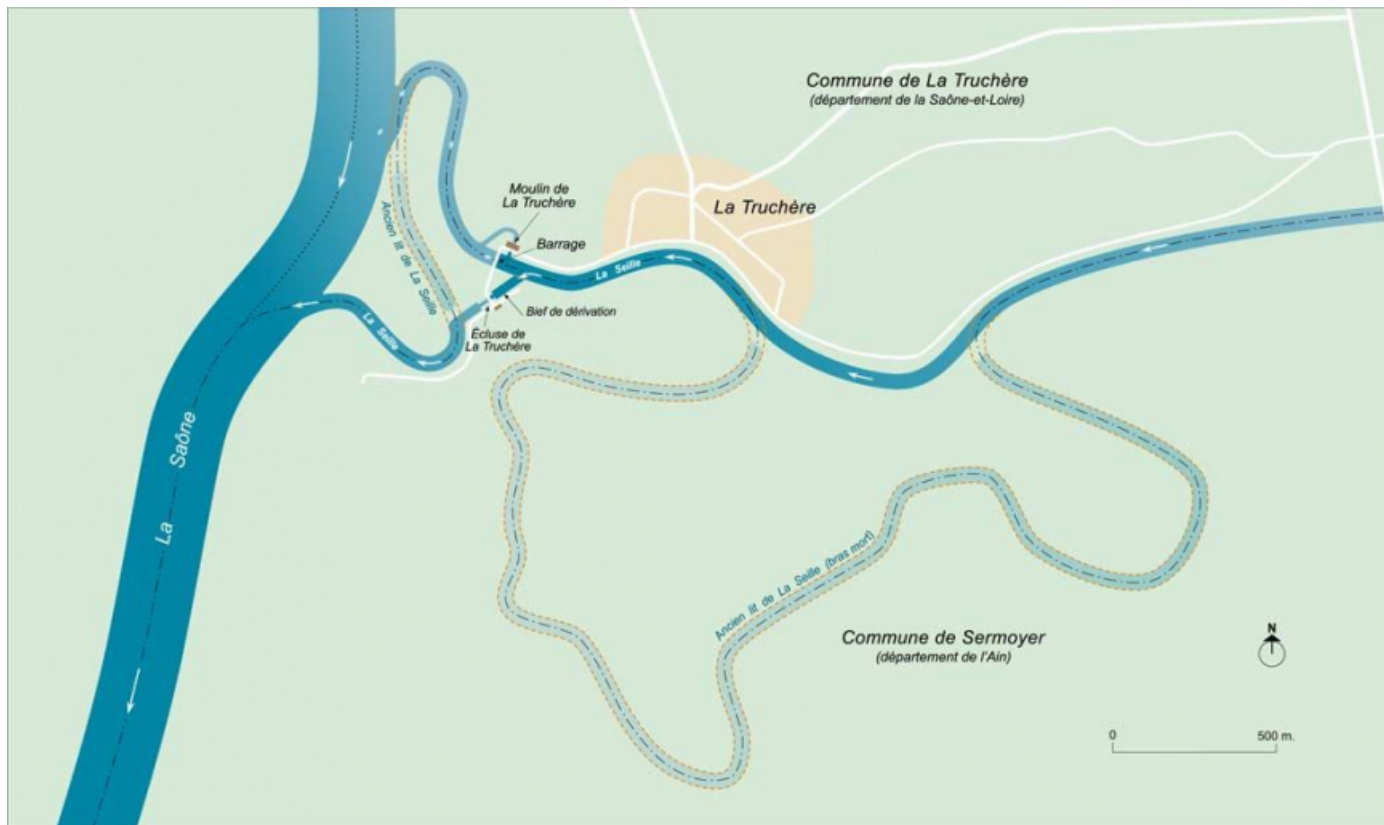 Commune de La Truchère
(département de la Saône-et-Loire)
Moulin de
La Truchère
La Truchère
Barrage
Ancien lit de La Seille
La Seille
Bief de dérivation
La Seille
Écluse de
La Truchère
La Saône
Ancien lit de La Seille (bras mort)
Commune de Sermoyer
(département de l'Ain)
N
0 500 m.